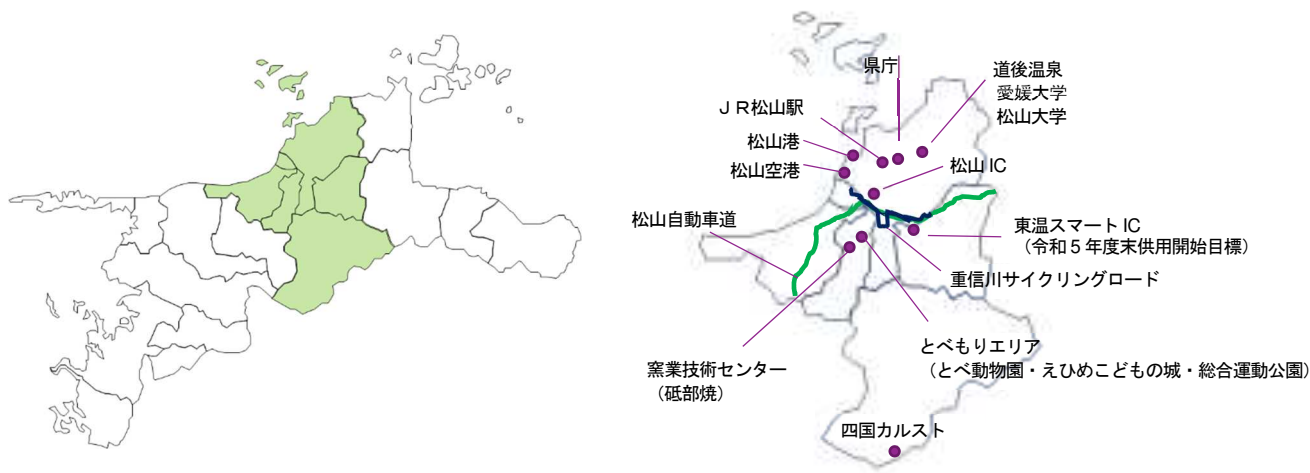 県庁
道後温泉
愛媛大学
松山大学
ＪＲ松山駅
松山港
松山空港
松山 IC
松山自動車道
東温スマート IC
（令和５年度末供用開始目標）
重信川サイクリングロード
とべもりエリア
（とべ動物園・えひめこどもの城・総合運動公園）
窯業技術センター
（砥部焼）
四国カルスト